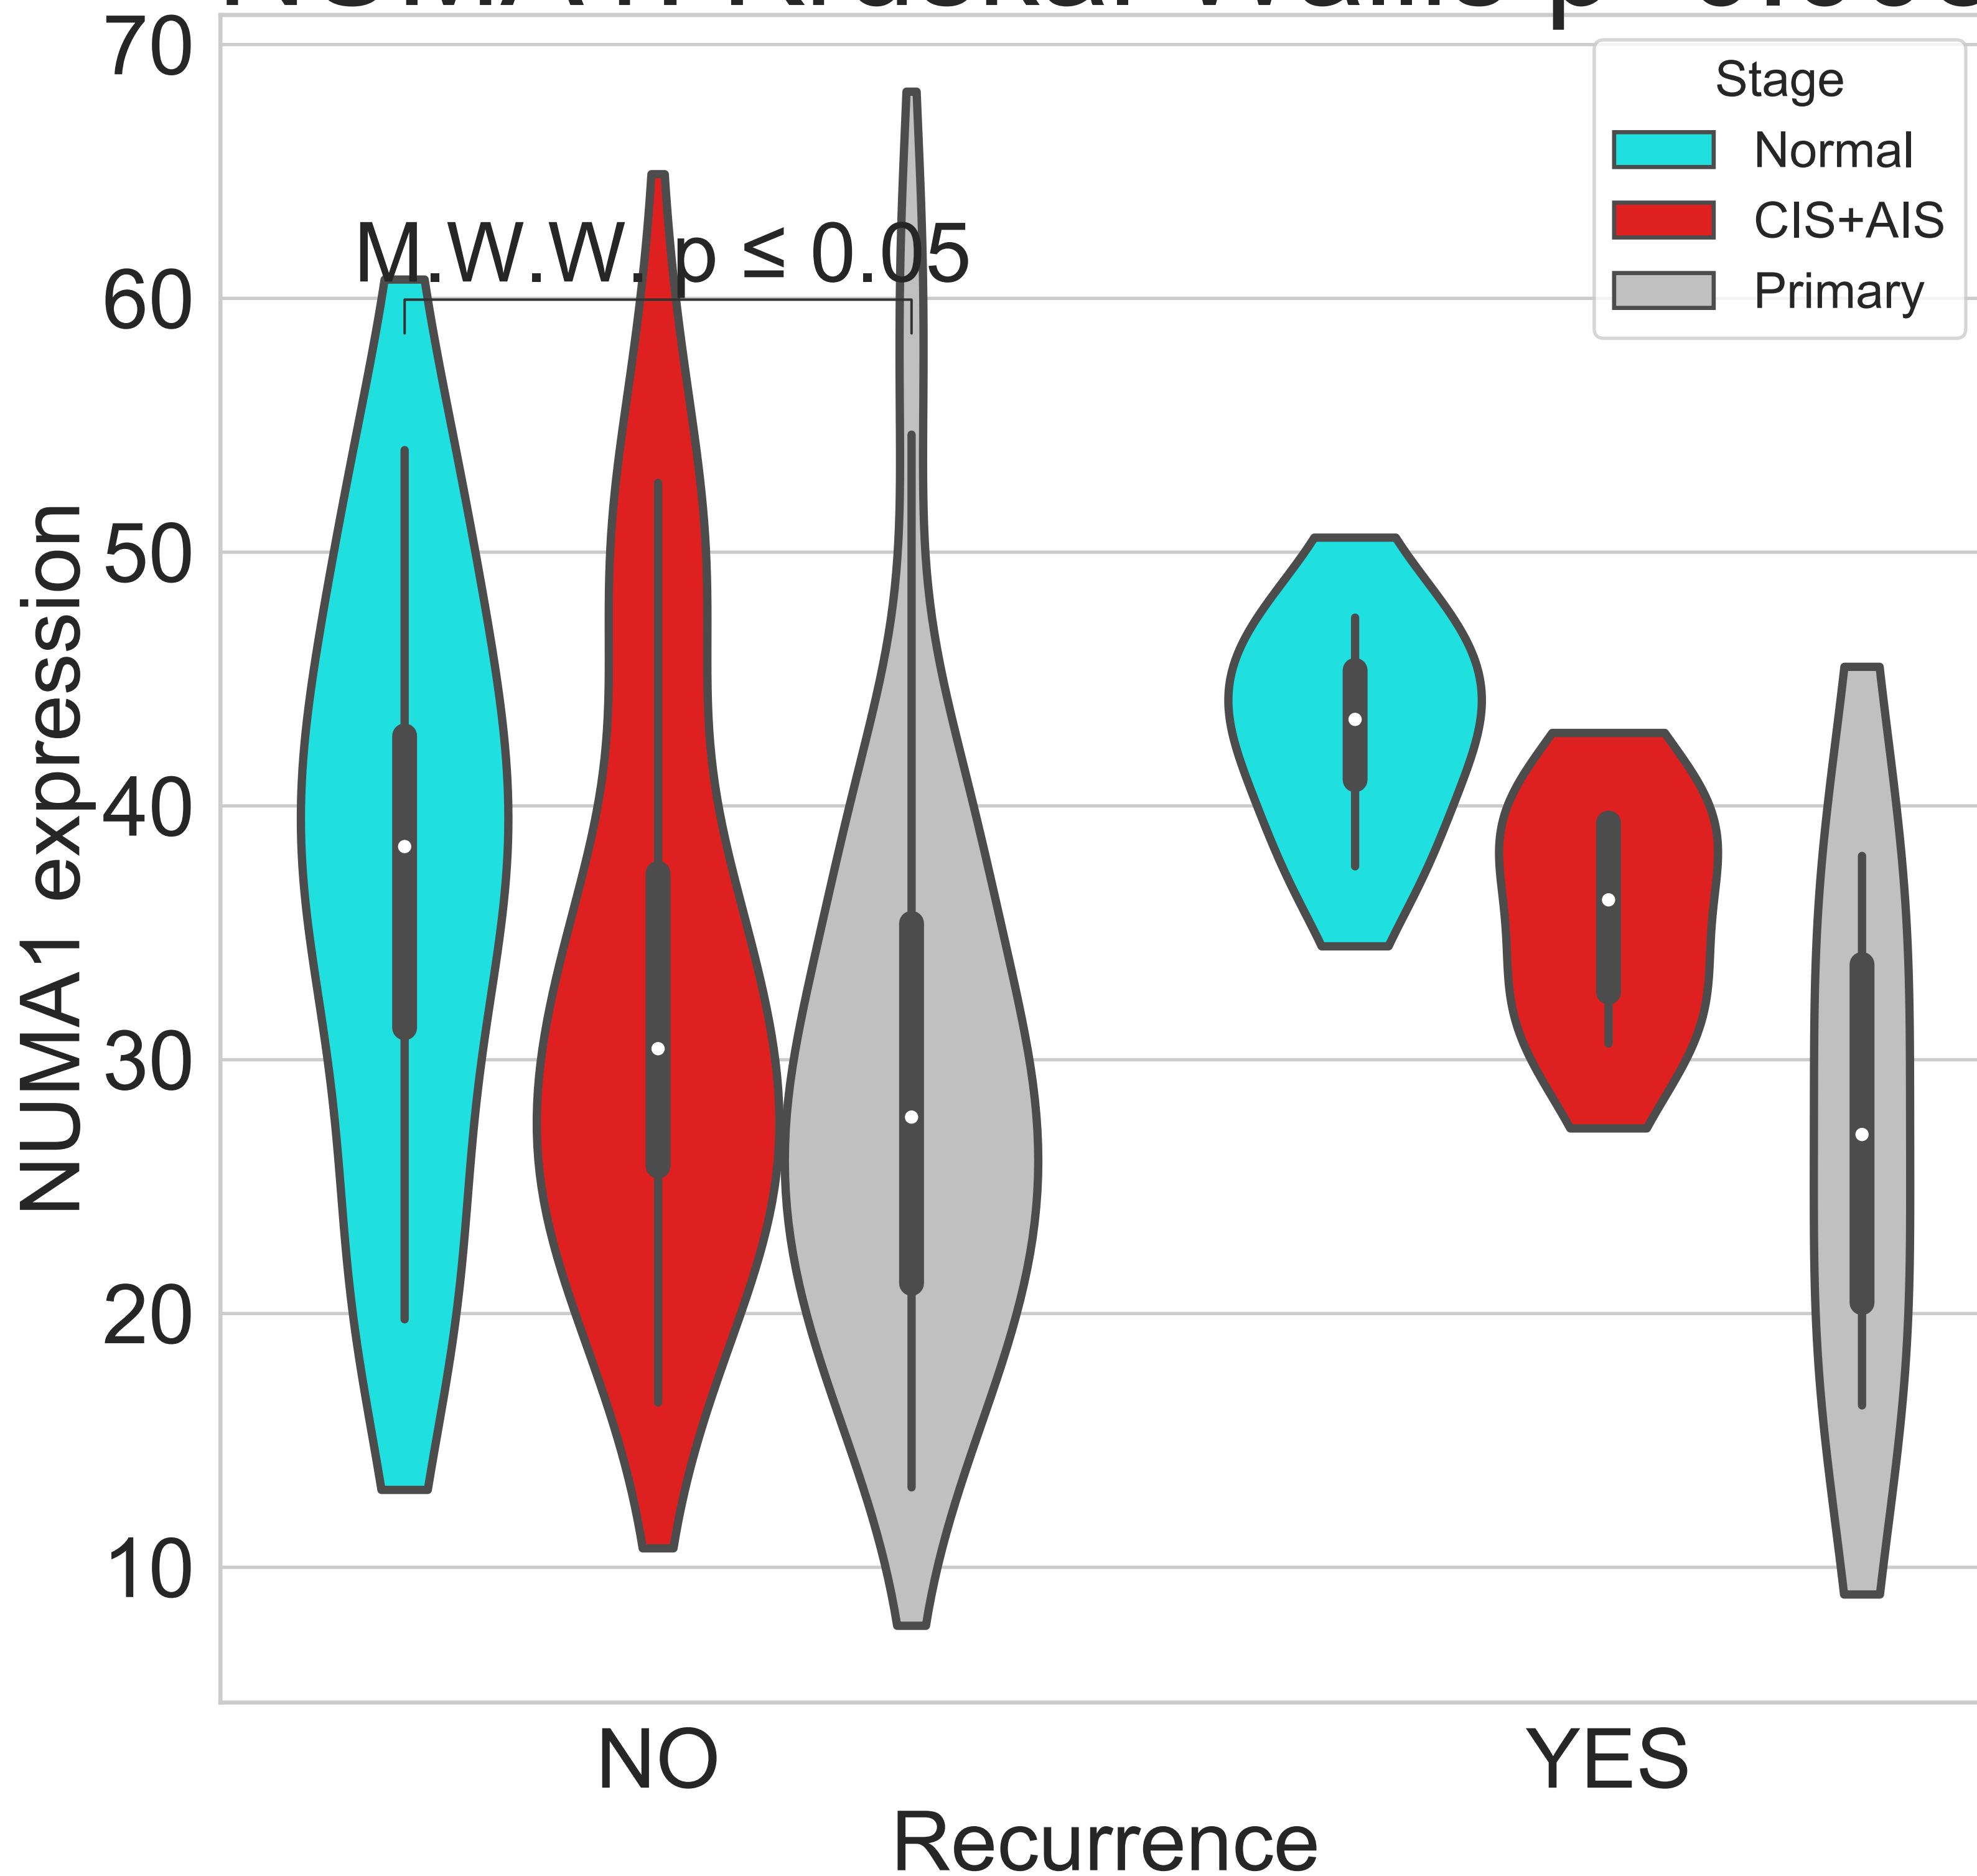 70
60
50
40
30
20
10
NUMA1 expression
M.W.W. p ≤ 0.05
Stage
Normal
CIS+AIS
Primary
NO
YES
Recurrence